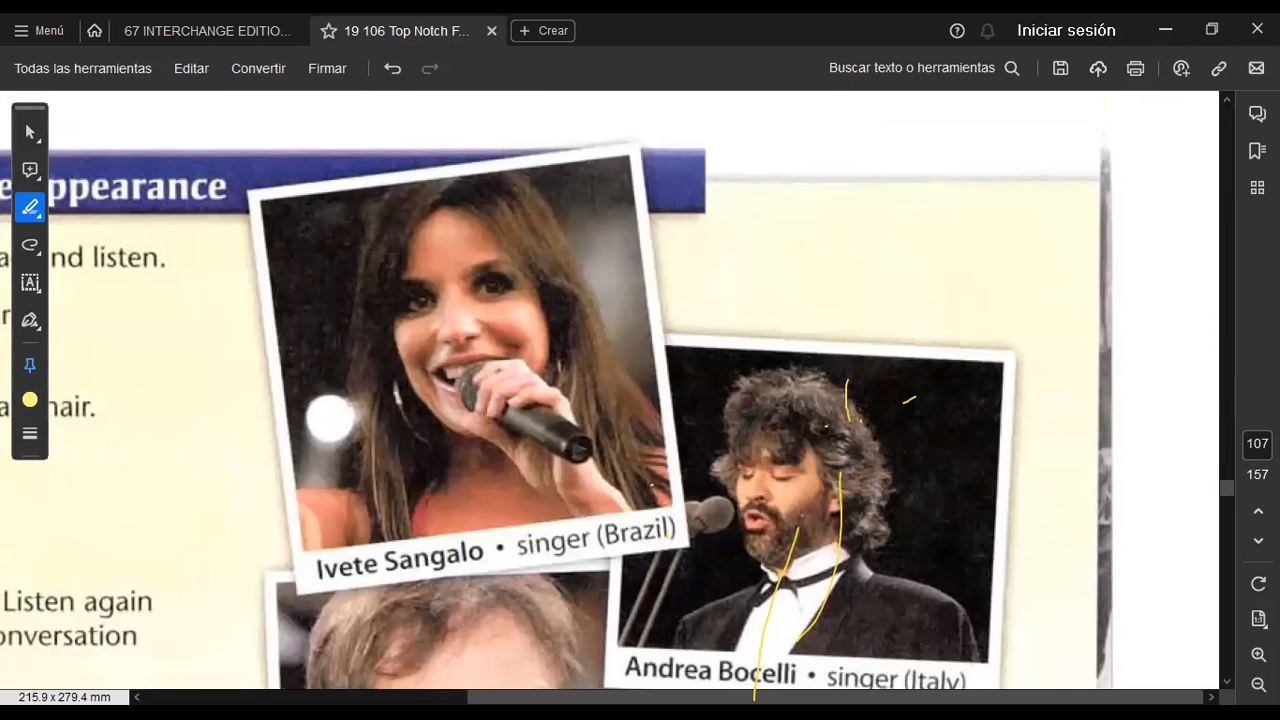 Menú
67 INTERCHANGE EDITIO...
19 106 Top Notch F...
Crear
Iniciar sesión
Todas las herramientas
Editar
Convertir
Firmar
Buscar texto o herramientas
ppearance
nd listen.
hair.
Ivete Sangalo • singer (Brazil)
Listen again
onversation
Andrea Bocelli • singer (Italy)
107
157
215.9 x 279.4 mm